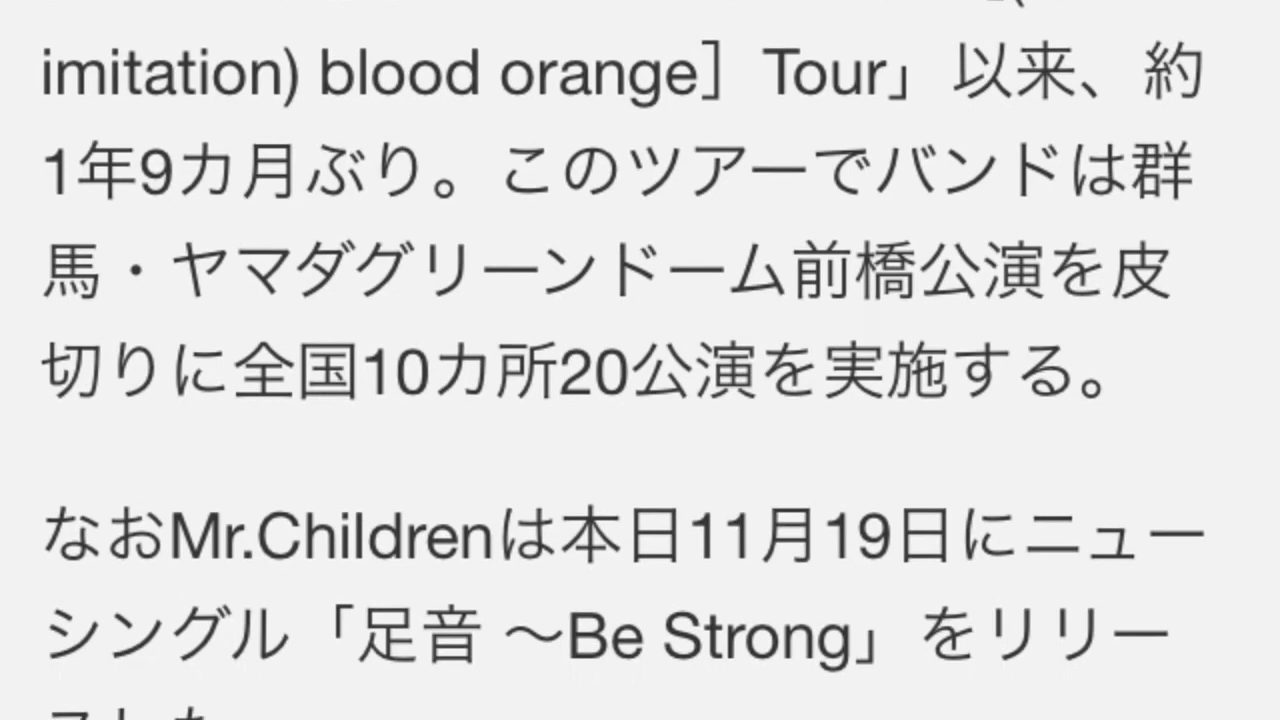 imitation) blood orange］Tour」以来、約
1年9カ月ぶり。このツアーでバンドは群
馬・ヤマダグリーンドーム前橋公演を皮
切りに全国10カ所20公演を実施する。
なおMr.Childrenは本日11月19日にニュー
シングル「足音 〜Be Strong」をリリー